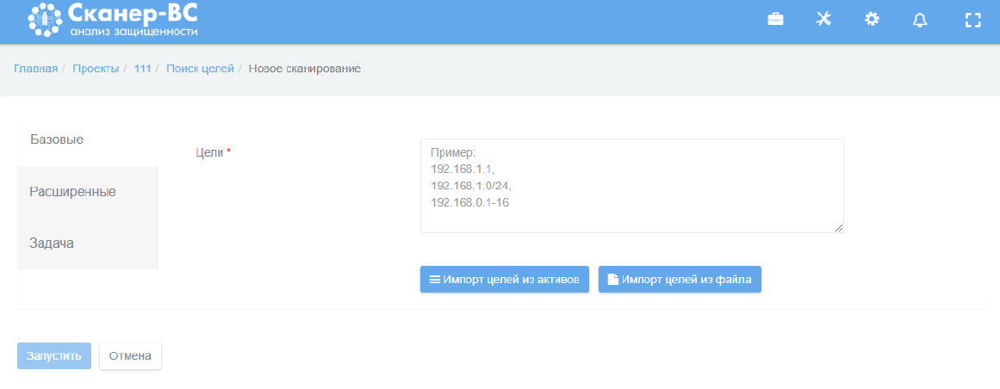 Сканер-ВС
анализ защищенности
Главная / Проекты / 111 / Поиск целей / Новое сканирование
Базовые
Цели *
Пример:
192.168.1.1,
192.168.1.0/24,
192.168.0.1-16
Расширенные
Задача
Импорт целей из активов Импорт целей из файла
Запустить Отмена